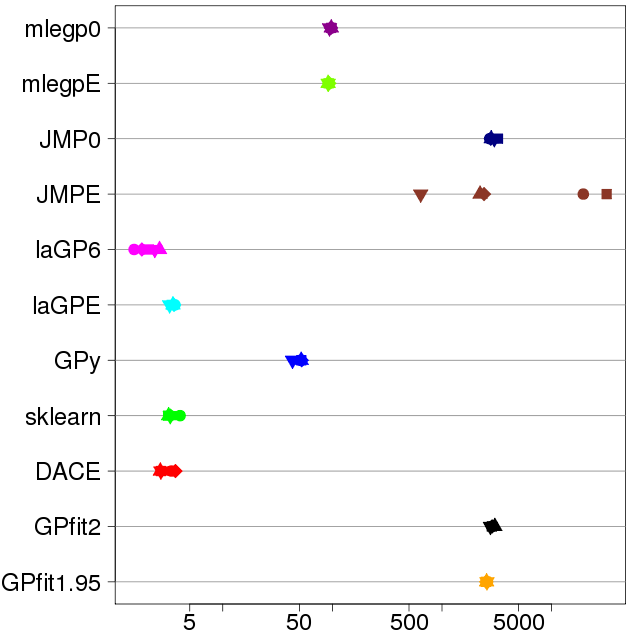 mlegp0
mlegpE
JMP0
JMPE
laGP6
laGPE
GPy
sklearn
DACE
GPfit2
GPfit1.95
5 50 500 5000